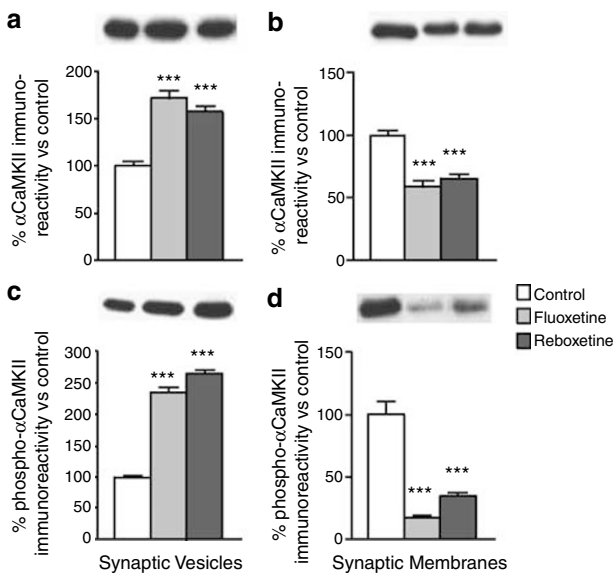 a
200
150
100
50
0
% αCaMKII immuno-
reactivity vs control
***
***
b
150
100
50
0
% αCaMKII immuno-
reactivity vs control
***
***
c
300
250
200
150
100
50
0
% phospho-αCaMKII
immunoreactivity vs control
***
***
Synaptic Vesicles
d
150
100
50
0
% phospho-αCaMKII
immunoreactivity vs control
***
***
Synaptic Membranes
Control
Fluoxetine
Reboxetine